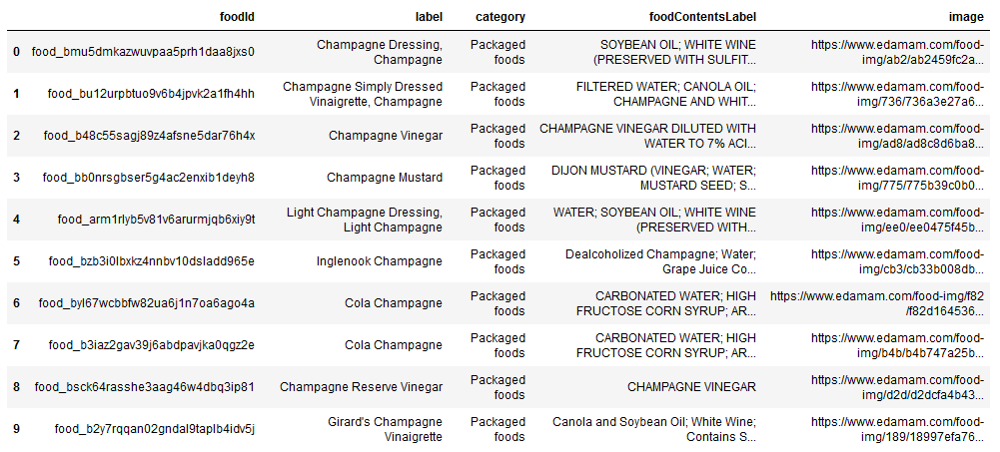 foodId label category foodContentsLabel image
0 food_bmu5dmkazwuvpaa5prh1daa8jxs0 Champagne Dressing, Champagne Packaged foods SOYBEAN OIL; WHITE WINE (PRESERVED WITH SULFIT... https://www.edamam.com/food-img/ab2/ab2459fc2a...
1 food_bu12urpbtuo9v6b4jpvk2a1fh4hh Champagne Simply Dressed Vinaigrette, Champagne Packaged foods FILTERED WATER; CANOLA OIL; CHAMPAGNE AND WHIT... https://www.edamam.com/food-img/736/736a3e27a6...
2 food_b48c55sagj89z4afsne5dar76h4x Champagne Vinegar Packaged foods CHAMPAGNE VINEGAR DILUTED WITH WATER TO 7% ACI... https://www.edamam.com/food-img/ad8/ad8c8d6ba8...
3 food_bb0nrsgbser5g4ac2enxib1deyh8 Champagne Mustard Packaged foods DIJON MUSTARD (VINEGAR; WATER; MUSTARD SEED; S... https://www.edamam.com/food-img/775/775b39c0b0...
4 food_arm1rlyb5v81v6arurmjqb6xiy9t Light Champagne Dressing, Light Champagne Packaged foods WATER; SOYBEAN OIL; WHITE WINE (PRESERVED WITH... https://www.edamam.com/food-img/ee0/ee0475f45b...
5 food_bzb3i0lbxkz4nnbv10dsladd965e Inglenook Champagne Packaged foods Dealcoholized Champagne; Water; Grape Juice Co... https://www.edamam.com/food-img/cb3/cb33b008db...
6 food_byl67wcbbfw82ua6j1n7oa6ago4a Cola Champagne Packaged foods CARBONATED WATER; HIGH FRUCTOSE CORN SYRUP; AR... https://www.edamam.com/food-img/f82/f82d164536...
7 food_b3iaz2gav39j6abdpavjka0qgz2e Cola Champagne Packaged foods CARBONATED WATER; HIGH FRUCTOSE CORN SYRUP; AR... https://www.edamam.com/food-img/b4b/b4b747a25b...
8 food_bsck64rasshe3aag46w4dbq3ip81 Champagne Reserve Vinegar Packaged foods CHAMPAGNE VINEGAR https://www.edamam.com/food-img/d2d/d2dcfa4b43...
9 food_b2y7rqqan02gndal9taplb4idv5j Girard's Champagne Vinaigrette Packaged foods Canola and Soybean Oil; White Wine; Contains S... https://www.edamam.com/food-img/189/18997efa76...